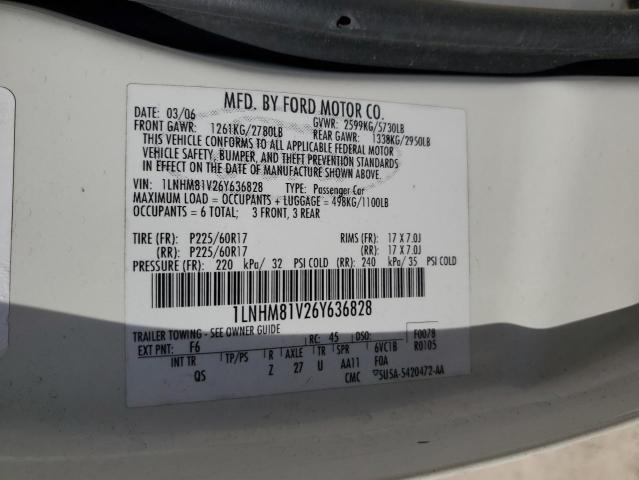 MFD. BY FORD MOTOR CO.
DATE: 03/06 GVWR: 2599KG/5730LB
FRONT GAWR: 1261KG/2780LB REAR GAWR: 1338KG/2950LB
THIS VEHICLE CONFORMS TO ALL APPLICABLE FEDERAL MOTOR
VEHICLE SAFETY, BUMPER, AND THEFT PREVENTION STANDARDS
IN EFFECT ON THE DATE OF MANUFACTURE SHOWN ABOVE.
VIN: 1LNHM81V26Y636828 TYPE: Passenger Car
MAXIMUM LOAD = OCCUPANTS + LUGGAGE = 498KG/1100LB
OCCUPANTS = 6 TOTAL: 3 FRONT, 3 REAR
TIRE (FR): P225/60R17 RIMS (FR): 17 X 7.0J
(RR): P225/60R17 (RR): 17 X 7.0J
PRESSURE (FR): 220 kPa/ 32 PSI COLD (RR): 240 kPa/ 35 PSI COLD
1LNHM81V26Y636828
TRAILER TOWING - SEE OWNER GUIDE
EXT PNT: F6 RC: 45 DSO: F0078
INT TR TP/PS R AXLE TR SPR 6VC1B R0105
QS Z 27 U AA11 F0A
CMC 5U5A-5420472-AA